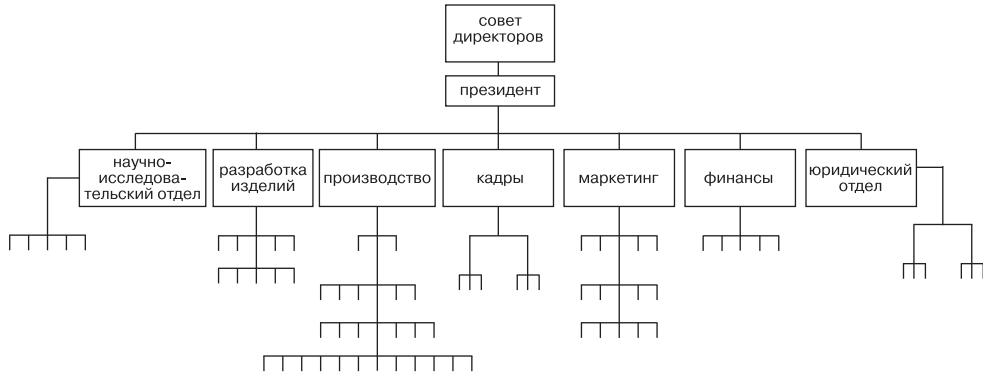 совет
директоров
президент
научно-
исследова-
тельский отдел
разработка
изделий
производство
кадры
маркетинг
финансы
юридический
отдел